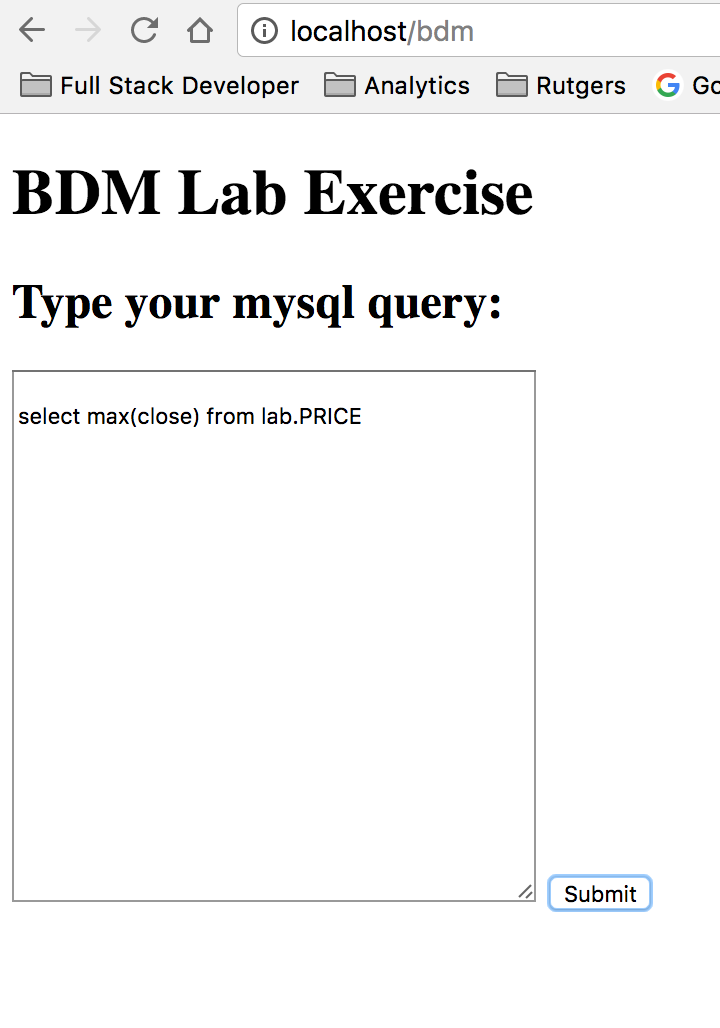 localhost/bdm
Full Stack Developer Analytics Rutgers Go
BDM Lab Exercise
Type your mysql query:
select max(close) from lab.PRICE
Submit